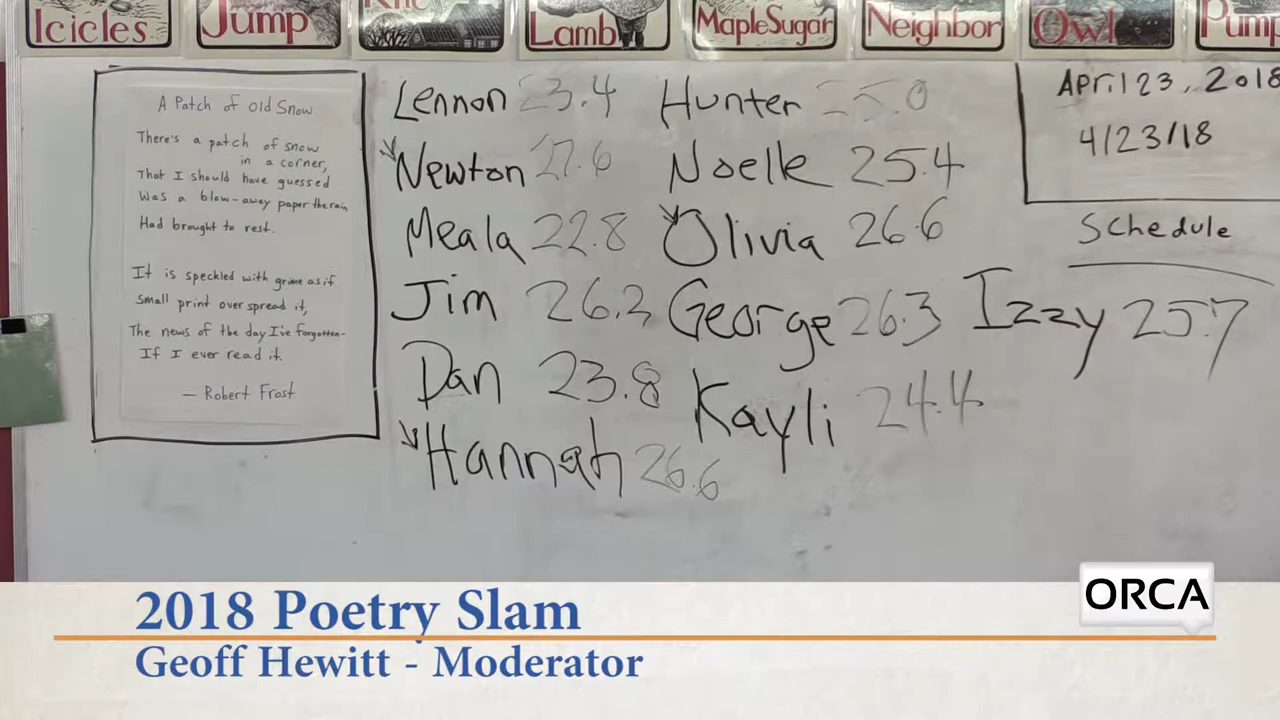 Icicles
Jump
Lamb
MapleSugar
Neighbor
Owl
Pump
A Patch of Old Snow
There's a patch of snow
in a corner,
That I should have guessed
Was a blow-away paper the rain
Had brought to rest.
It is speckled with grime as if
small print overspread it,
The news of the day I've forgotten-
If I ever read it.
— Robert Frost
Lennon 23.4
Newton 27.6
Meala 22.8
Jim 26.2
Dan 23.8
Hannah 26.6
Hunter 25.0
Noelle 25.4
Olivia 26.6
George 26.3
Kayli 24.4
Izzy 25.7
April 23, 2018
4/23/18
Schedule
2018 Poetry Slam
Geoff Hewitt - Moderator
ORCA